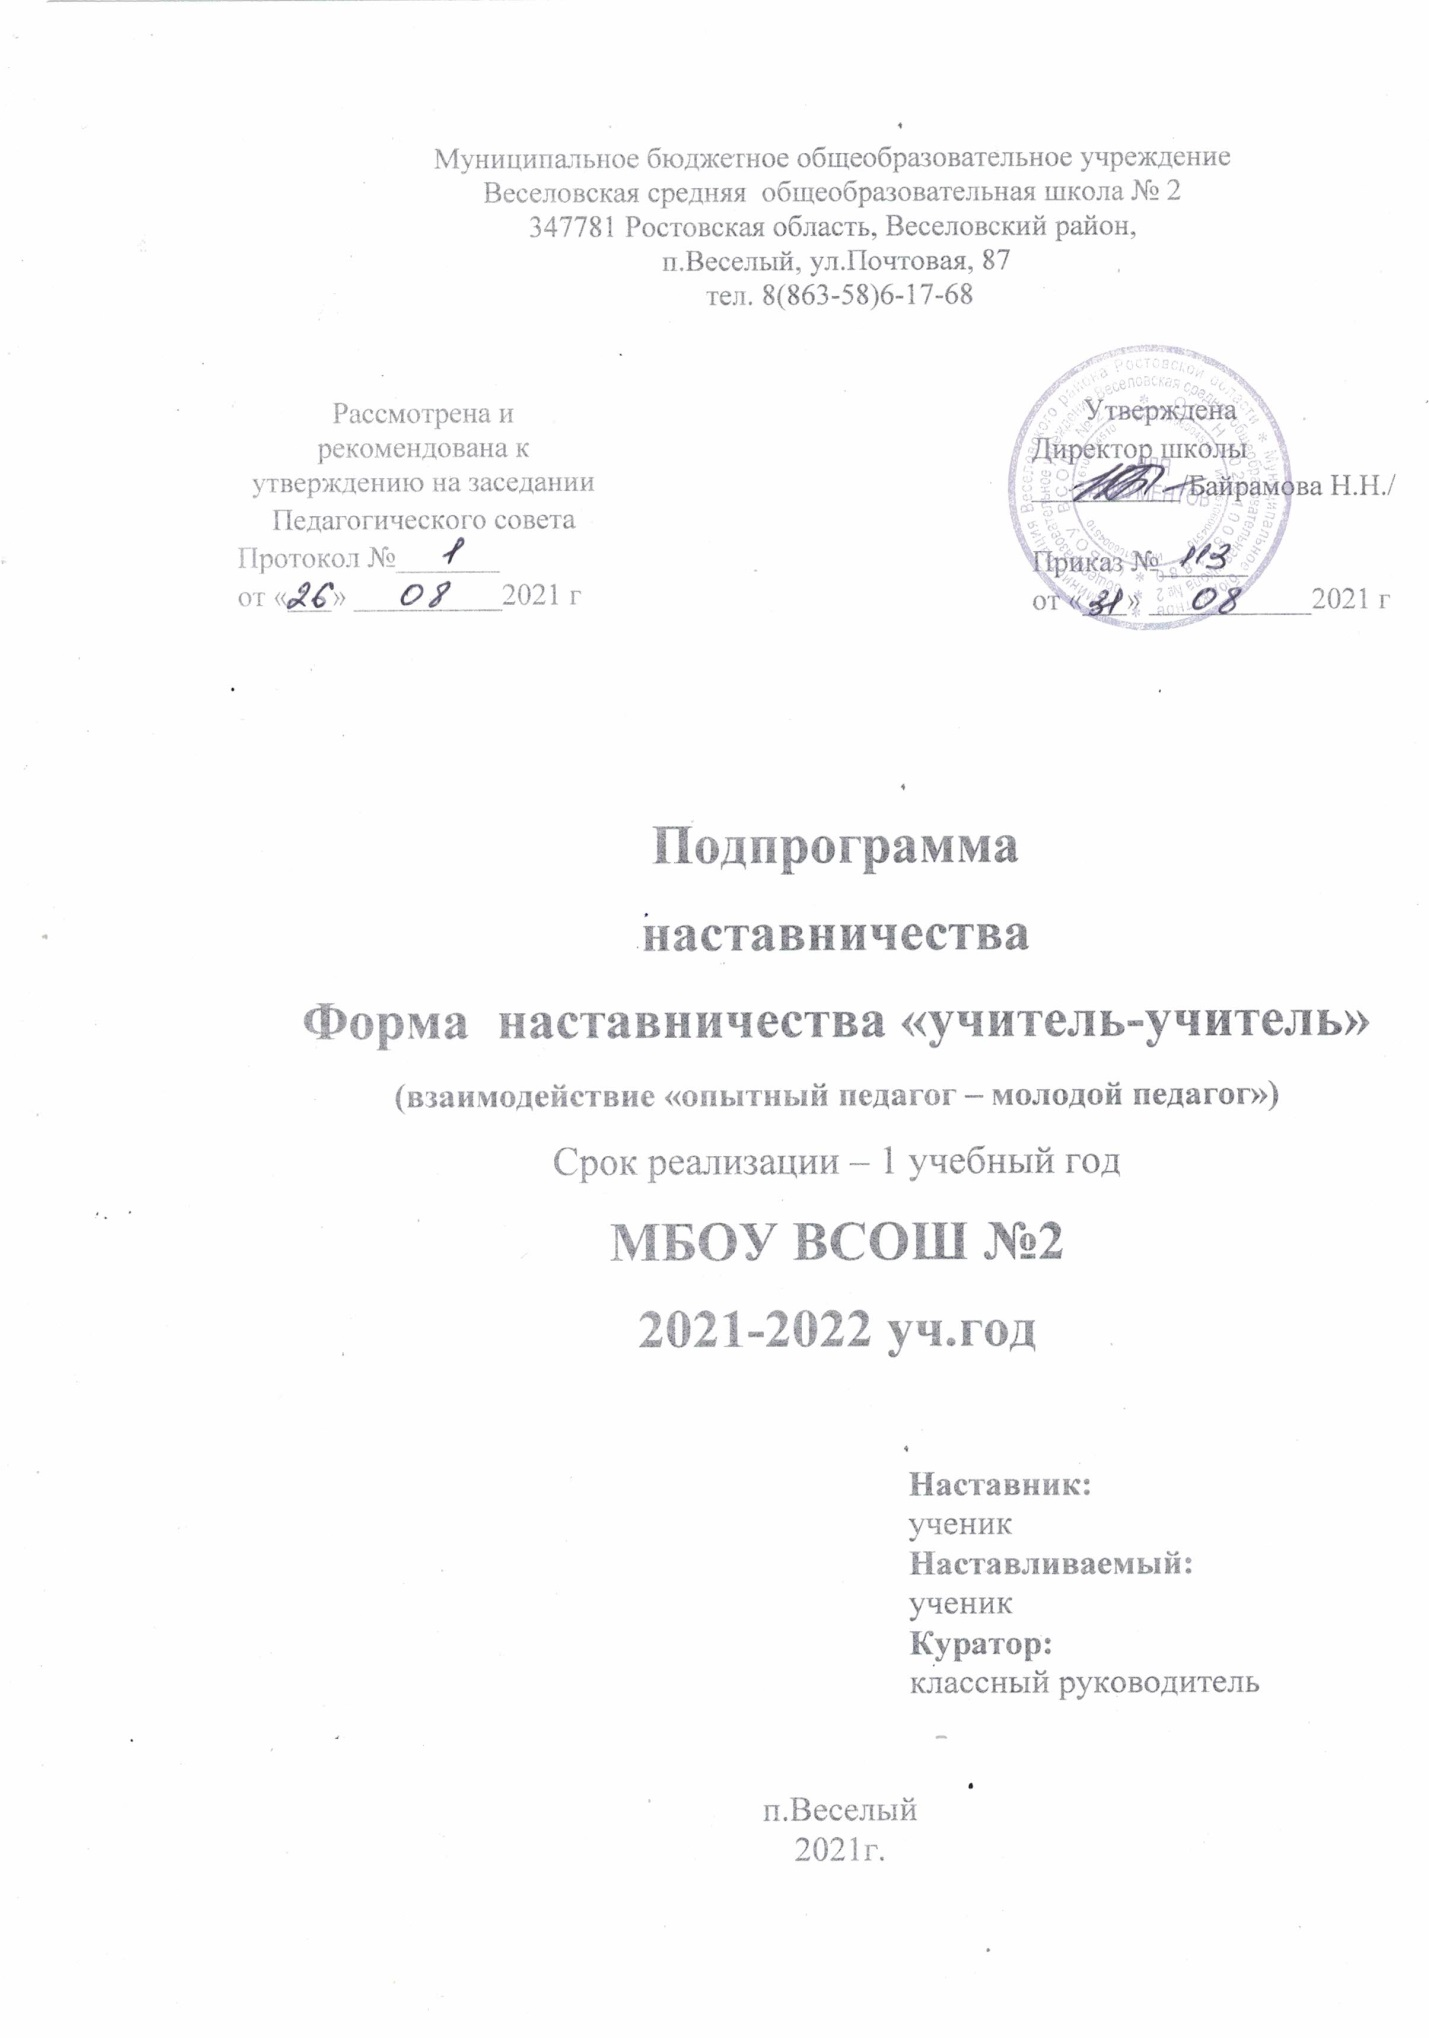 Муниципальное бюджетное общеобразовательное учреждение
Веселовская средняя общеобразовательная школа № 2
347781 Ростовская область, Веселовский район,
п.Веселый, ул.Почтовая, 87
тел. 8(863-58)6-17-68
Рассмотрена и
рекомендована к
утверждению на заседании
Педагогического совета
Протокол № 1
от «26» 08 2021 г
Утверждена
Директор школы
Байрамова Н.Н./
Приказ № 113
от «31» 08 2021 г
Подпрограмма
наставничества
Форма наставничества «учитель-учитель»
(взаимодействие «опытный педагог – молодой педагог»)
Срок реализации – 1 учебный год
МБОУ ВСОШ №2
2021-2022 уч.год
Наставник:
ученик
Наставливаемый:
ученик
Куратор:
классный руководитель
п.Веселый
2021г.